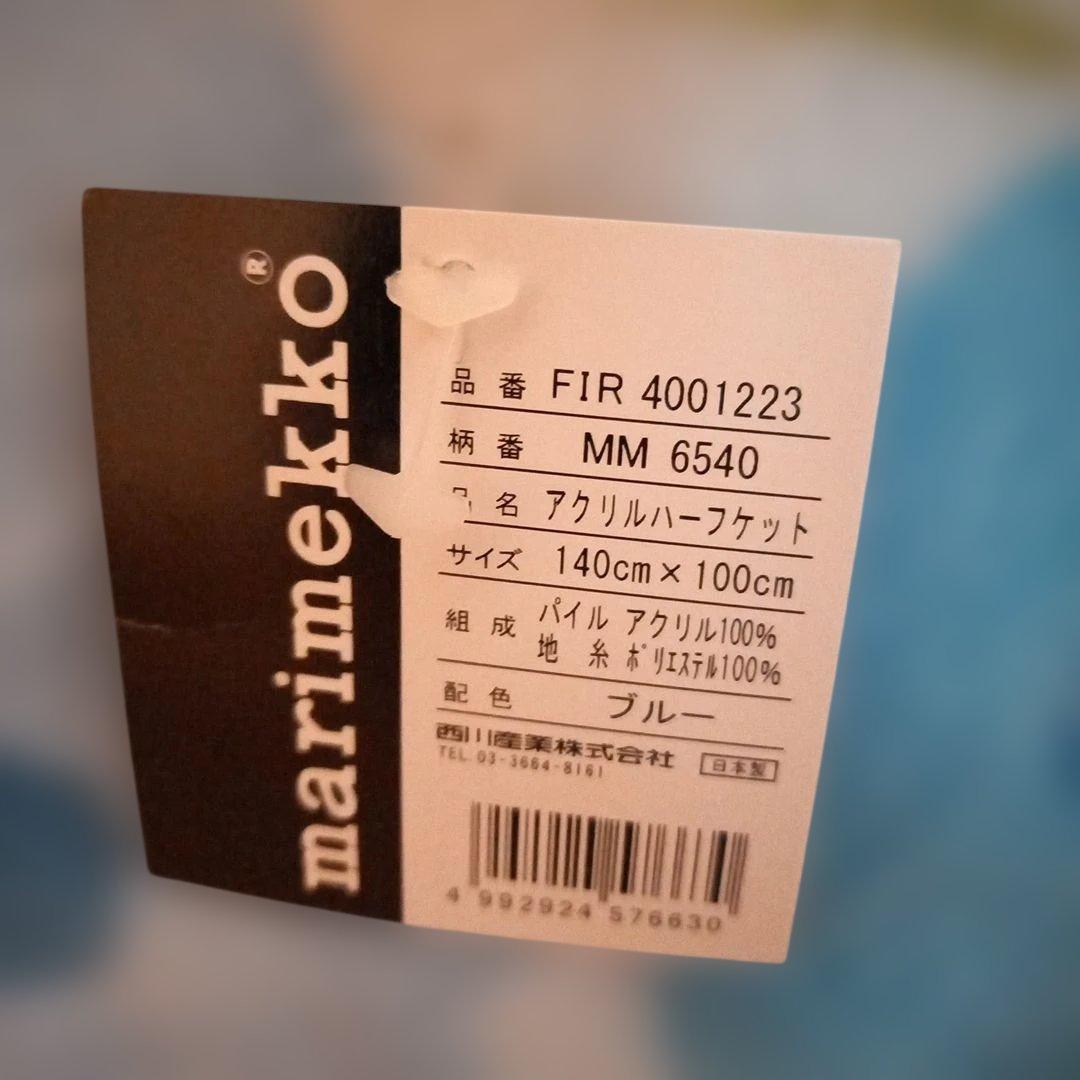 marimekko®
品番 FIR 4001223
柄番 MM 6540
品名 アクリルハーフケット
サイズ 140cm×100cm
組成 パイル アクリル100%
地糸 ポリエステル100%
配色 ブルー
西川産業株式会社
TEL.03-3664-8161 日本製
4 992924 576630